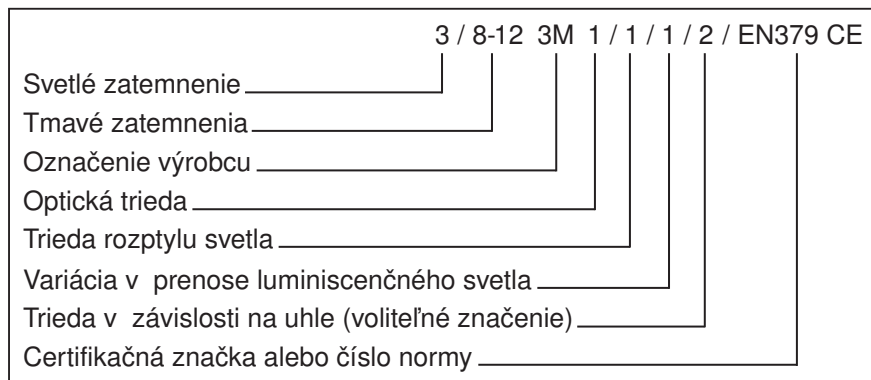 3 / 8-12 3M 1 / 1 / 1 / 2 / EN379 CE
Svetlé zatemnenie
Tmavé zatemnenia
Označenie výrobcu
Optická trieda
Trieda rozptylu svetla
Variácia v prenose luminiscenčného svetla
Trieda v závislosti na uhle (voliteľné značenie)
Certifikačná značka alebo číslo normy